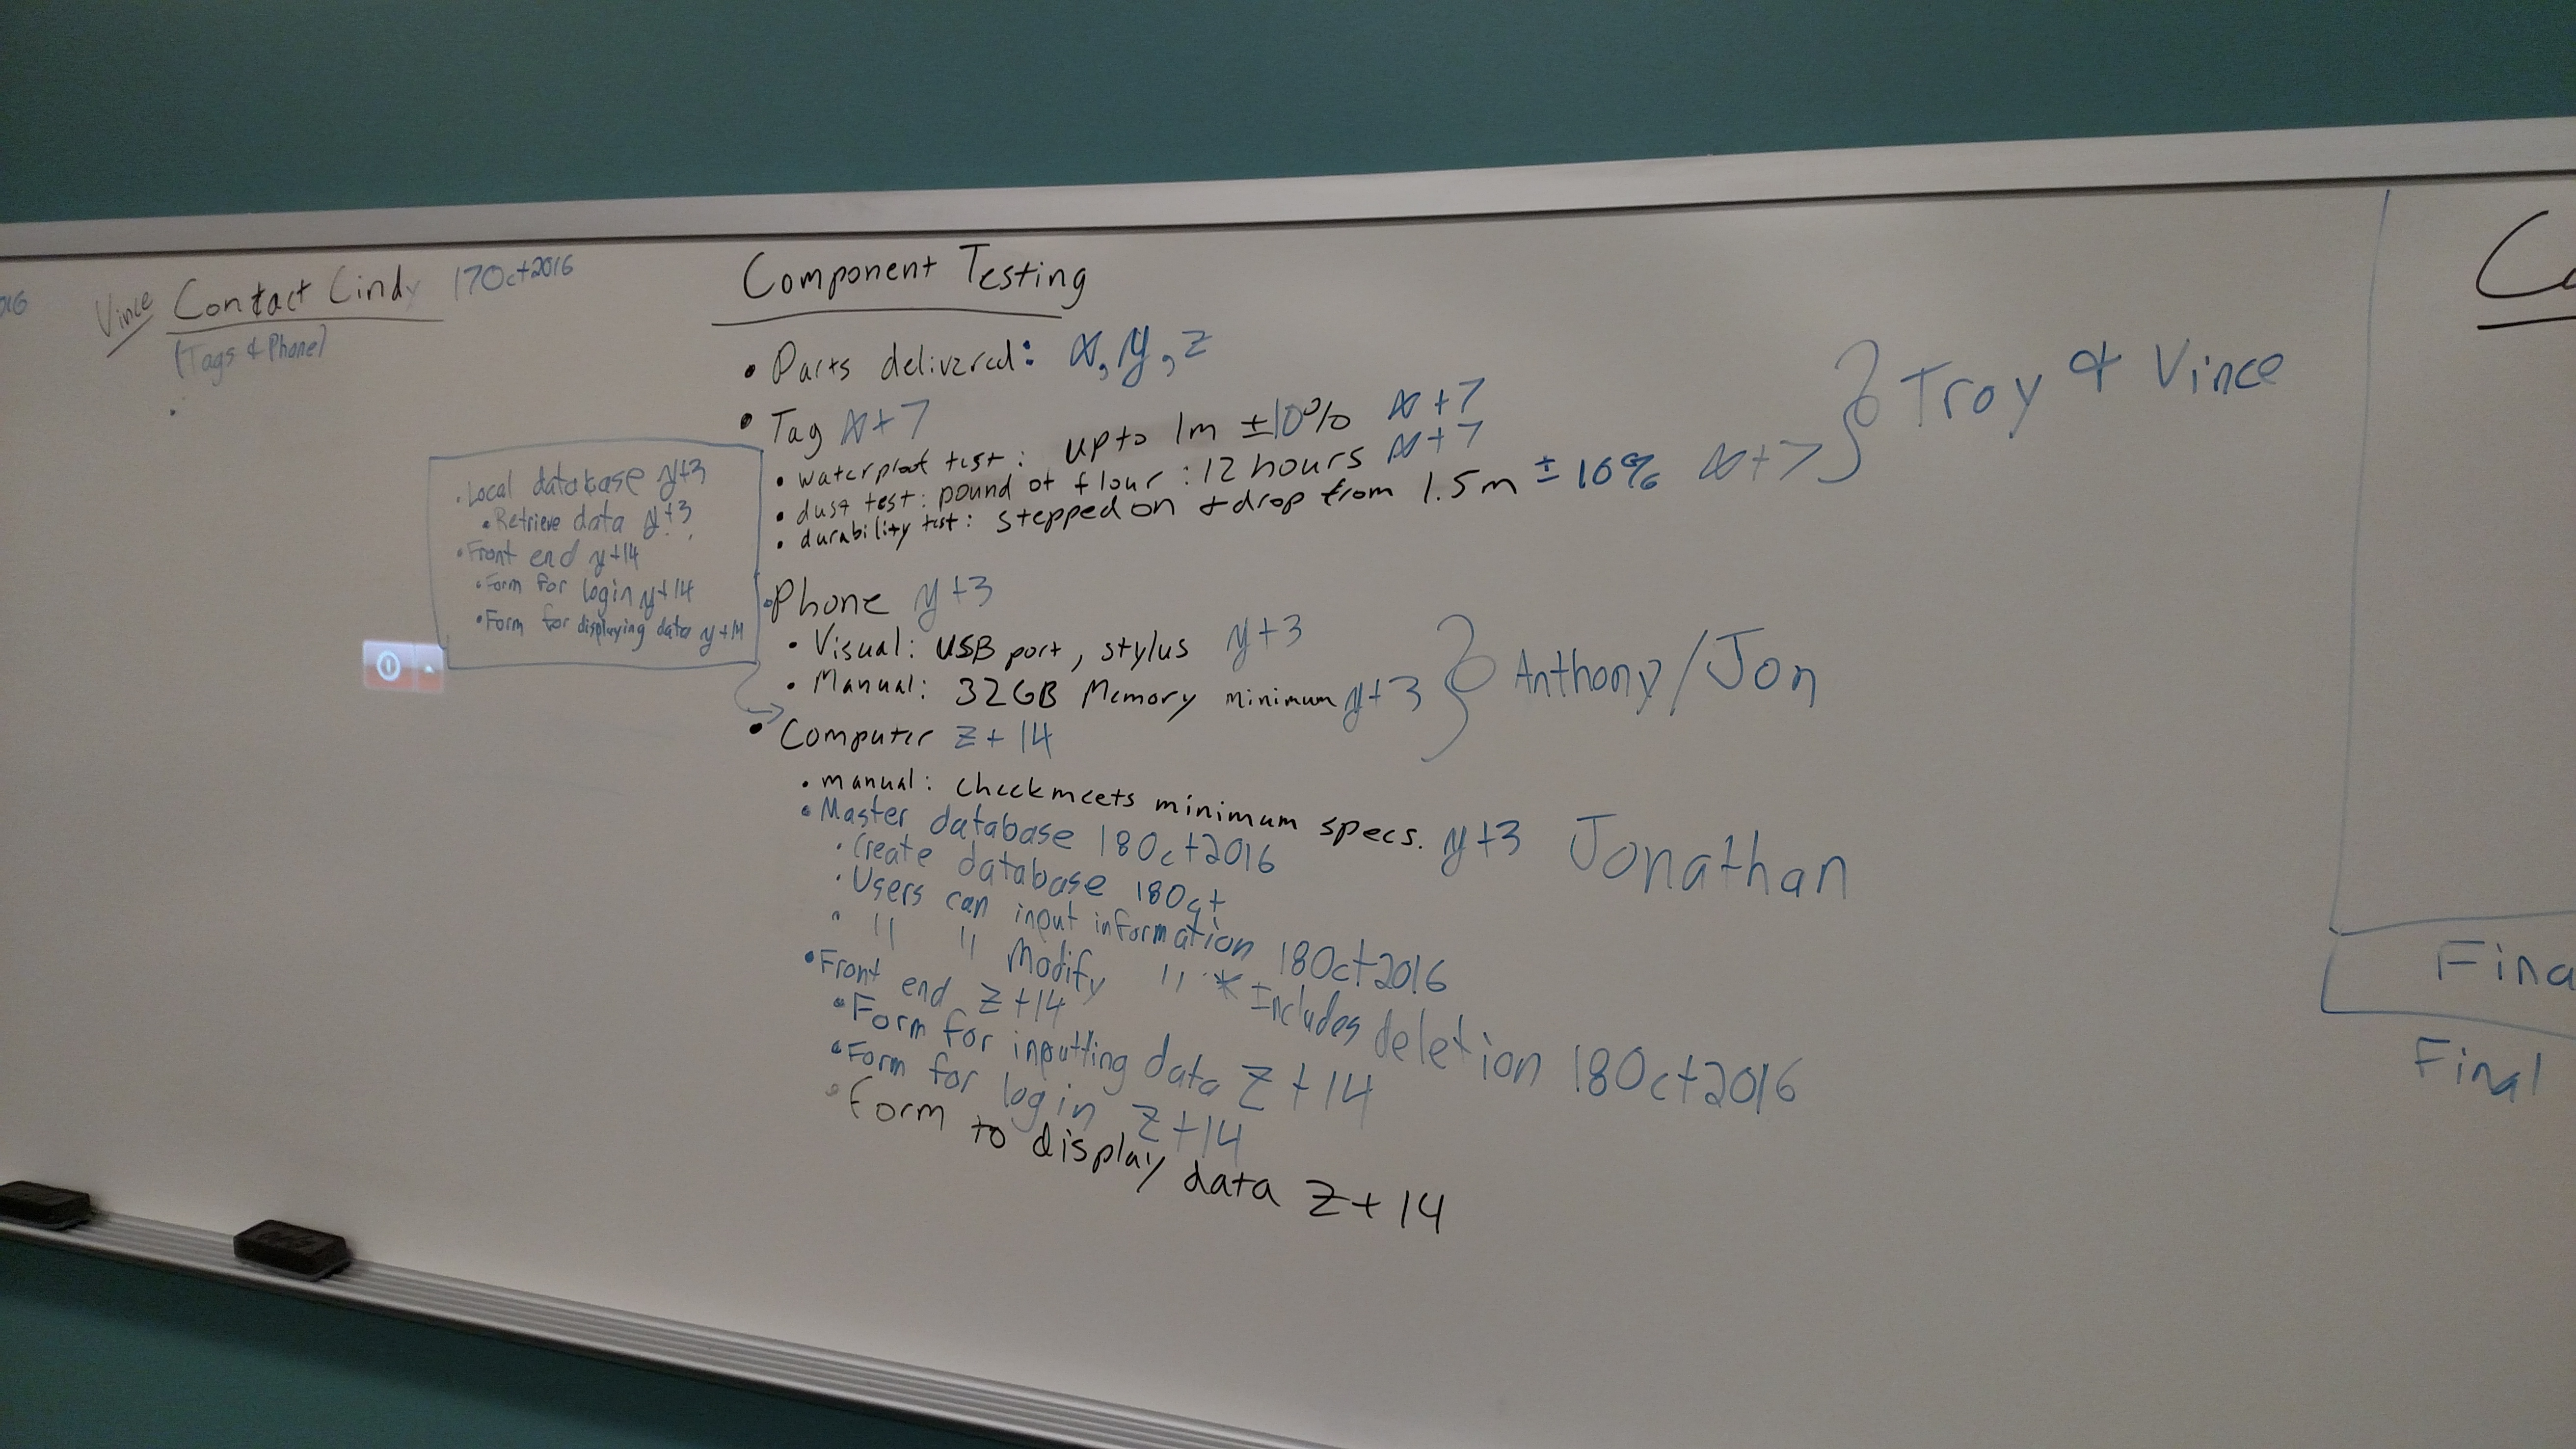 016
Vince Contact Cindy 17Oct2016
(Tags & Phone)
Component Testing
• Parts delivered: x, y, z
• Tag x+7
• waterproof test: up to 1m ±10% x+7
• dust test: pound of flour: 12 hours x+7
• durability test: stepped on & drop from 1.5m ±10% x+7
Troy & Vince
• Local database y+3
• Retrieve data y+3
• Front end y+14
• Form for login y+14
• Form for displaying data y+14
• Phone y+3
• Visual: USB port, stylus y+3
• Manual: 32GB Memory minimum y+3
Anthony/Jon
• Computer z+14
• manual: check meets minimum specs. y+3 Jonathan
• Master database 18Oct2016
• Create database 18Oct
• Users can input information 18Oct2016
• " " Modify " * Includes deletion 18Oct2016
• Front end z+14
• Form for inputting data z+14
• Form for login z+14
• Form to display data z+14
Final